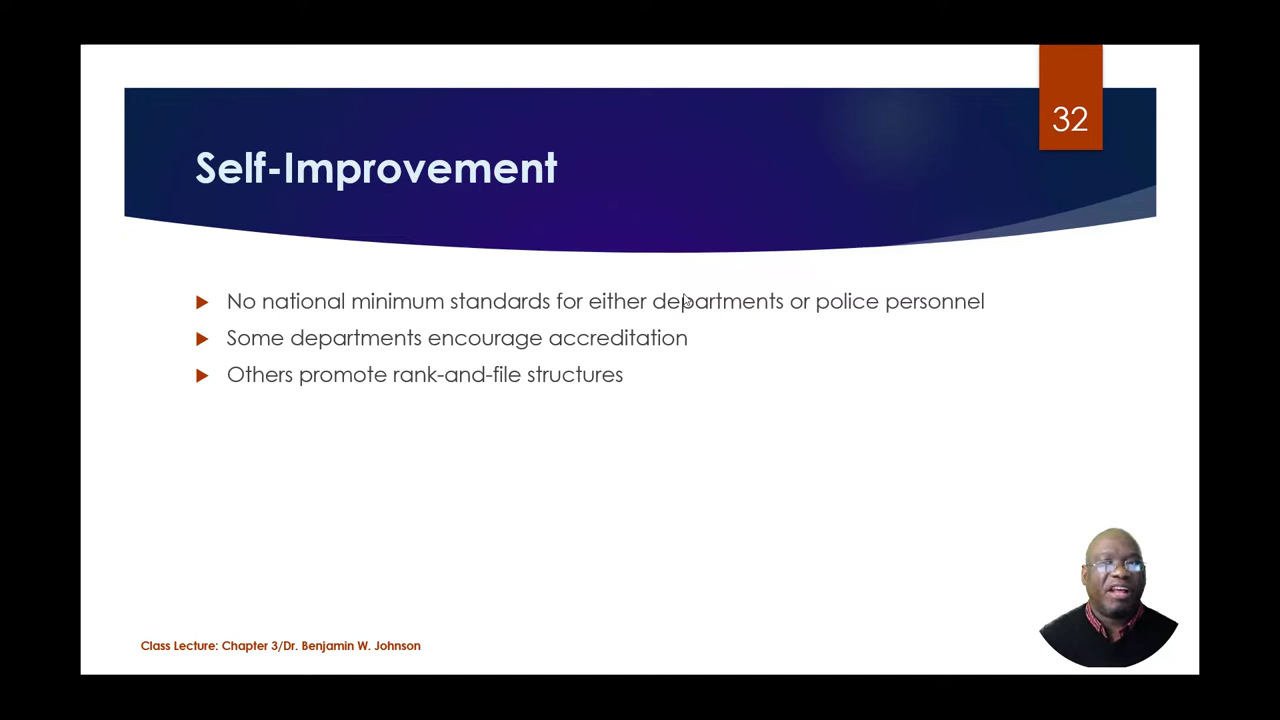 32
Self-Improvement
No national minimum standards for either departments or police personnel
Some departments encourage accreditation
Others promote rank-and-file structures
Class Lecture: Chapter 3/Dr. Benjamin W. Johnson